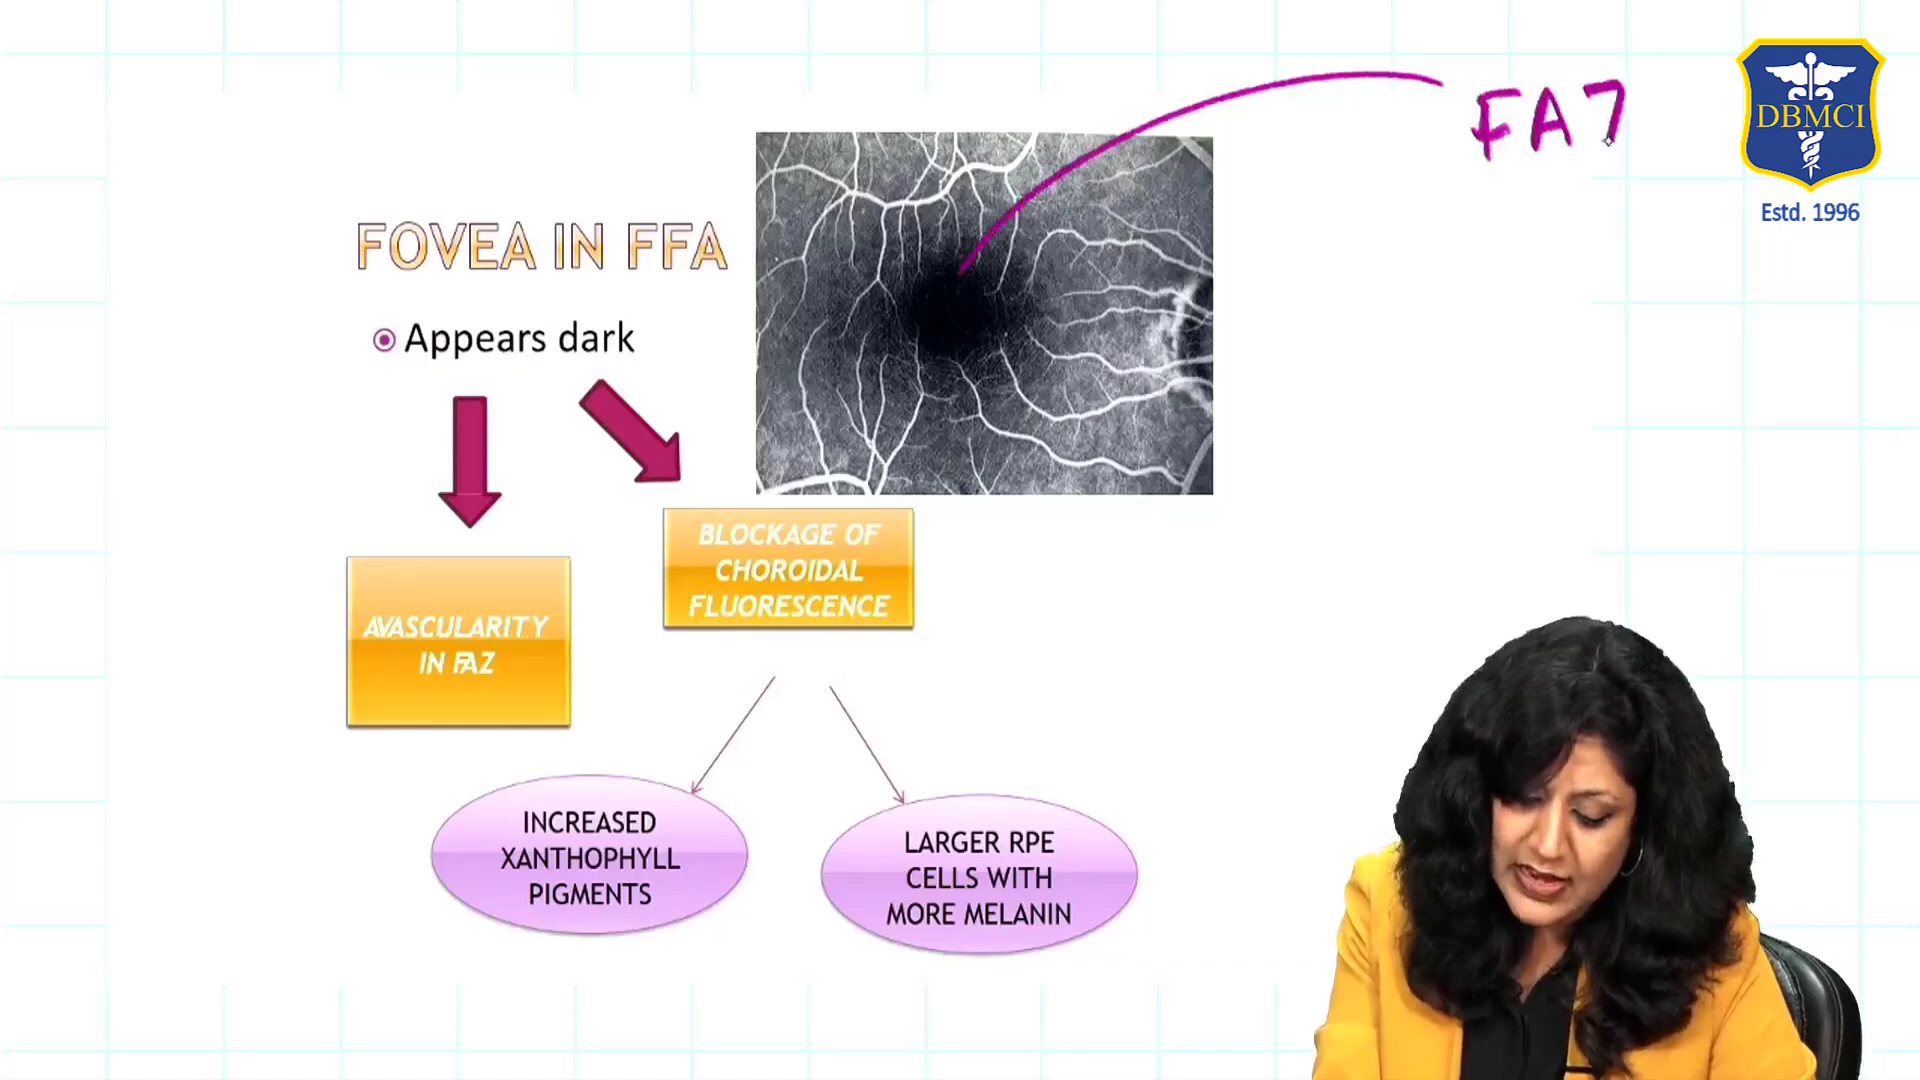 FA7
DBMCI
Estd. 1996
FOVEA IN FFA
Appears dark
BLOCKAGE OF
CHOROIDAL
FLUORESCENCE
AVASCULARITY
IN FAZ
INCREASED
XANTHOPHYLL
PIGMENTS
LARGER RPE
CELLS WITH
MORE MELANIN